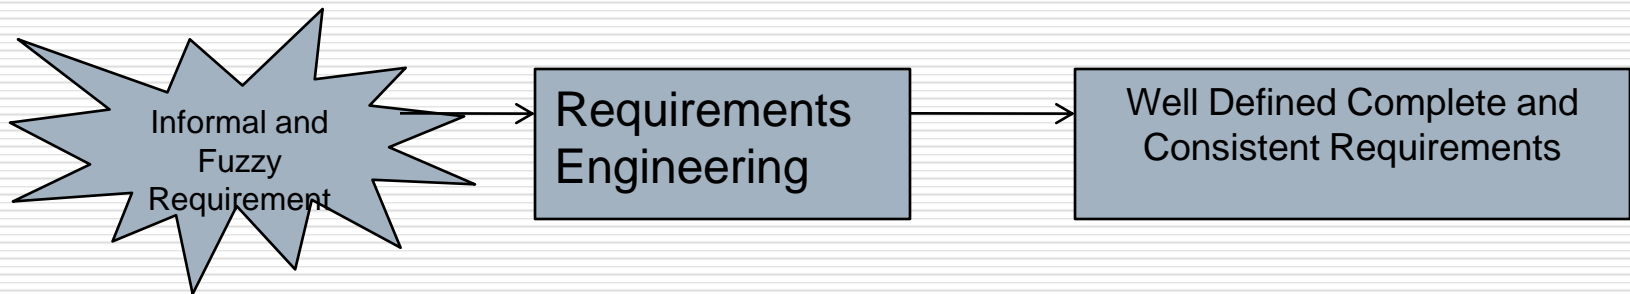 Informal and
Fuzzy
Requirement
Requirements
Engineering
Well Defined Complete and
Consistent Requirements